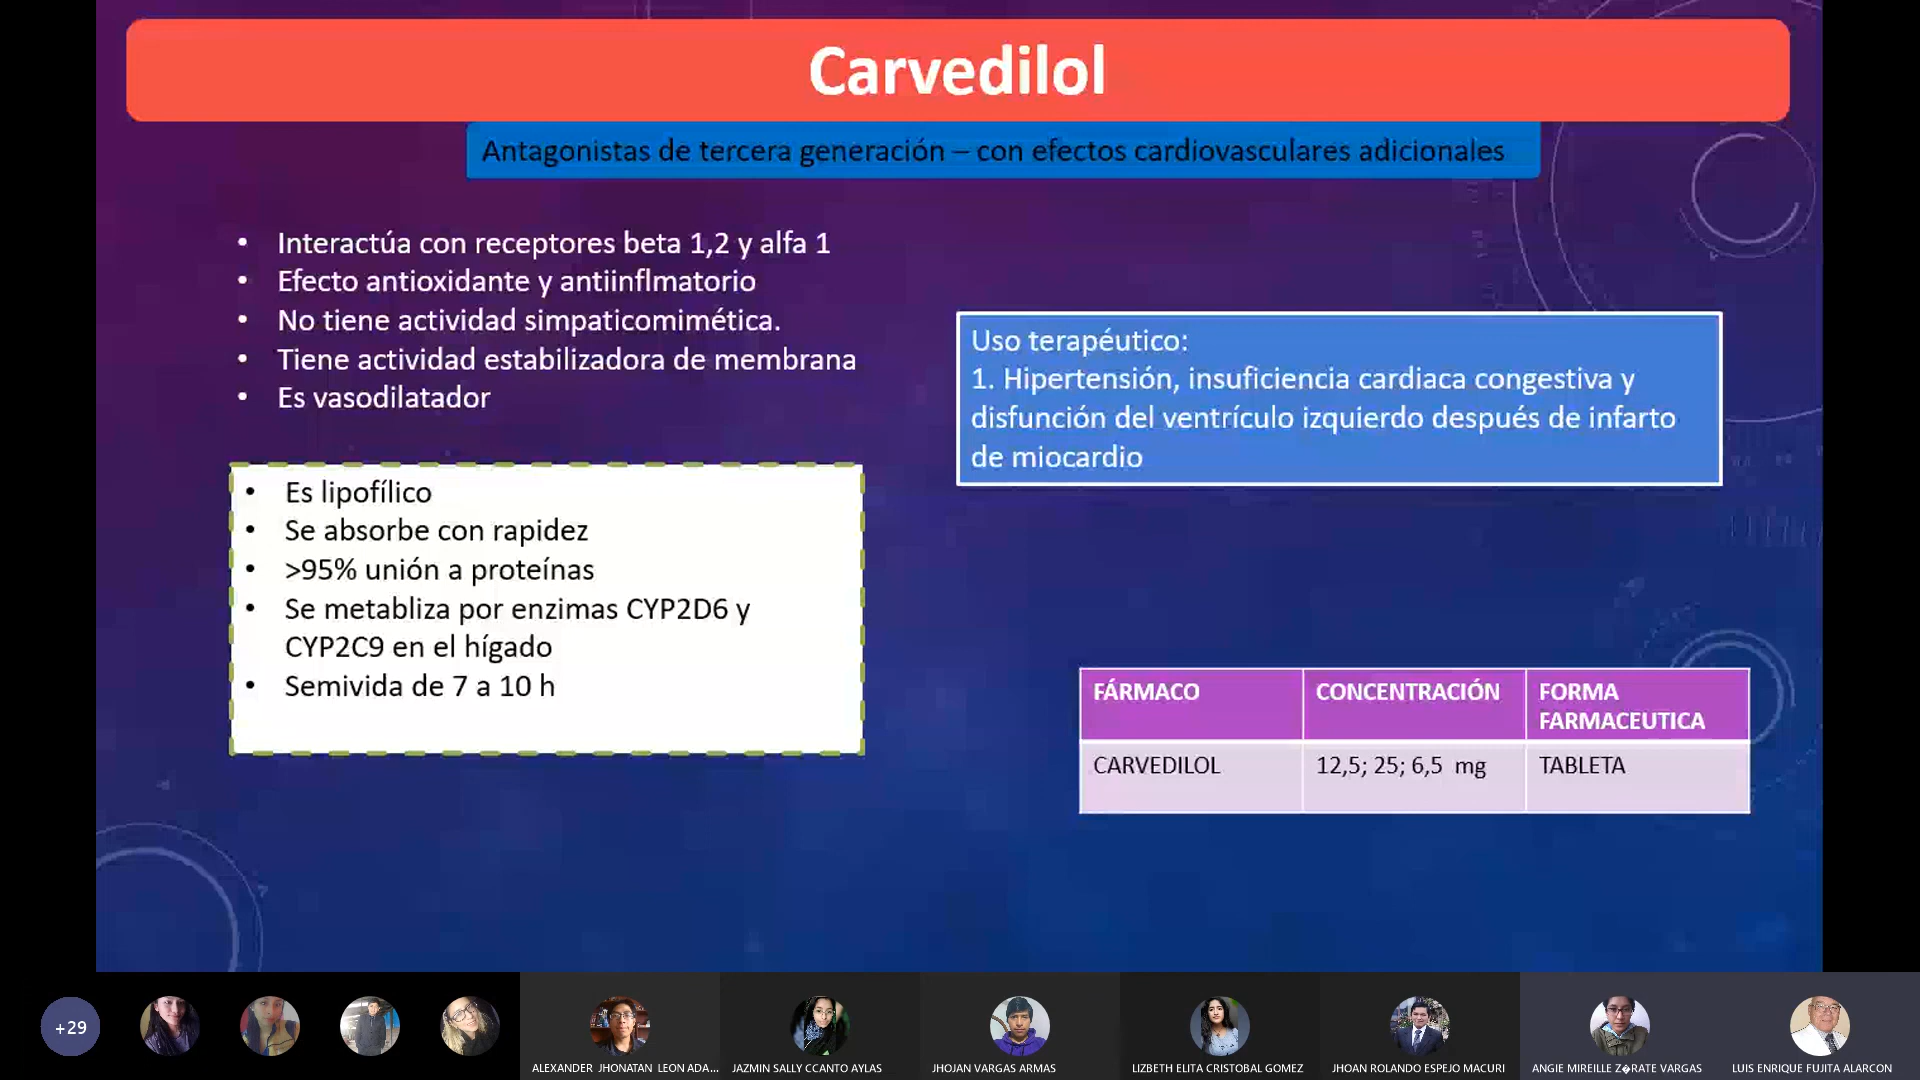 Carvedilol
Antagonistas de tercera generación – con efectos cardiovasculares adicionales
• Interactúa con receptores beta 1,2 y alfa 1
• Efecto antioxidante y antiinflmatorio
• No tiene actividad simpaticomimética.
• Tiene actividad estabilizadora de membrana
• Es vasodilatador
Uso terapéutico:
1. Hipertensión, insuficiencia cardiaca congestiva y
disfunción del ventrículo izquierdo después de infarto
de miocardio
• Es lipofílico
• Se absorbe con rapidez
• >95% unión a proteínas
• Se metabliza por enzimas CYP2D6 y
CYP2C9 en el hígado
• Semivida de 7 a 10 h
FÁRMACO
CONCENTRACIÓN
FORMA
FARMACEUTICA
CARVEDILOL
12,5; 25; 6,5 mg
TABLETA
+29
ALEXANDER JHONATAN LEON ADA...
JAZMIN SALLY CCANTO AYLAS
JHOJAN VARGAS ARMAS
LIZBETH ELITA CRISTOBAL GOMEZ
JHOAN ROLANDO ESPEJO MACURI
ANGIE MIREILLE Z�RATE VARGAS
LUIS ENRIQUE FUJITA ALARCON